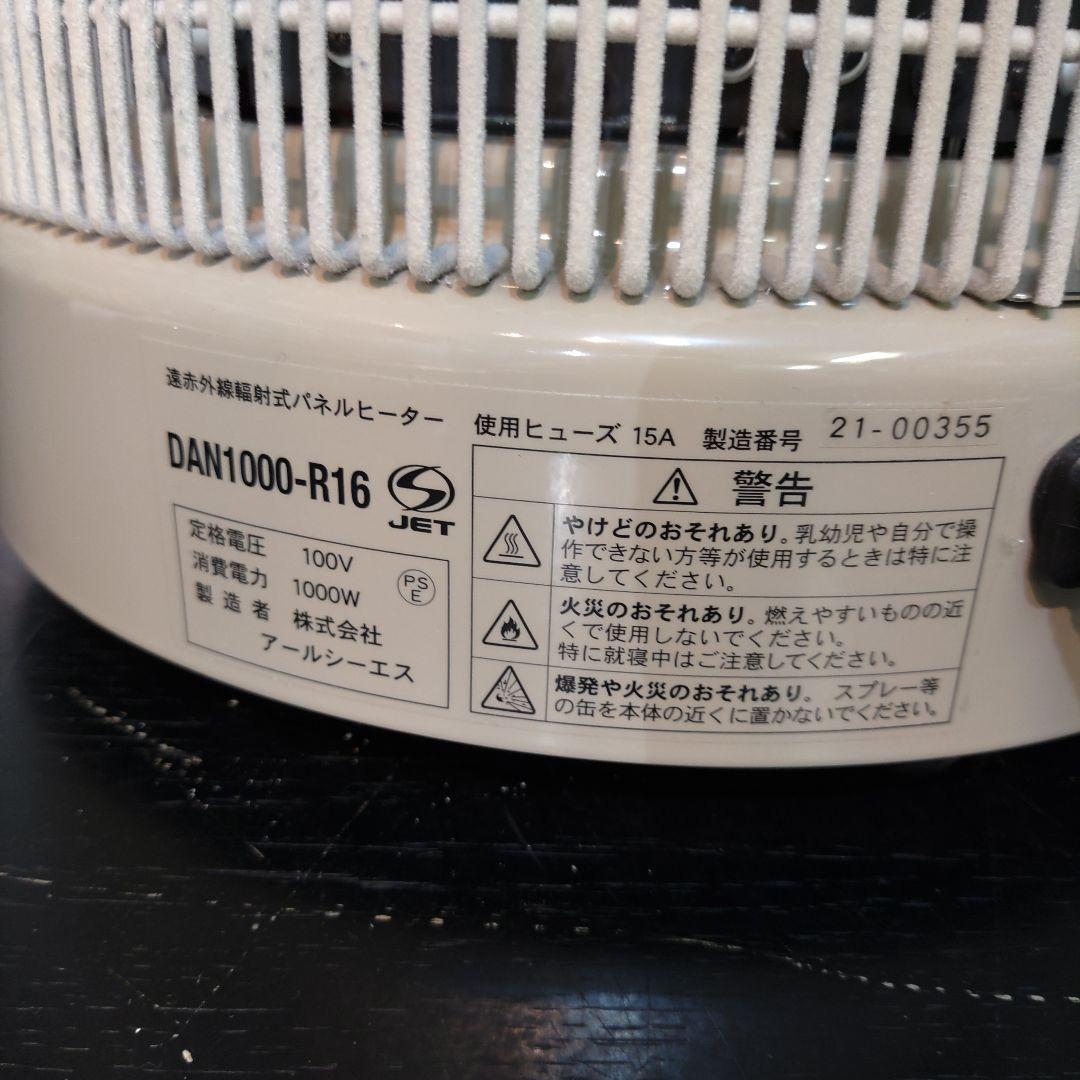 遠赤外線輻射式パネルヒーター
DAN1000-R16
JET
定格電圧 100V
消費電力 1000W
PS
E
製造者 株式会社
アールシーエス
使用ヒューズ 15A 製造番号 21-00355
警告
やけどのおそれあり。乳幼児や自分で操
作できない方等が使用するときは特に注
意してください。
火災のおそれあり。燃えやすいものの近
くで使用しないでください。
特に就寝中はご注意してください。
爆発や火災のおそれあり。 スプレー等
の缶を本体の近くに置かないでください。